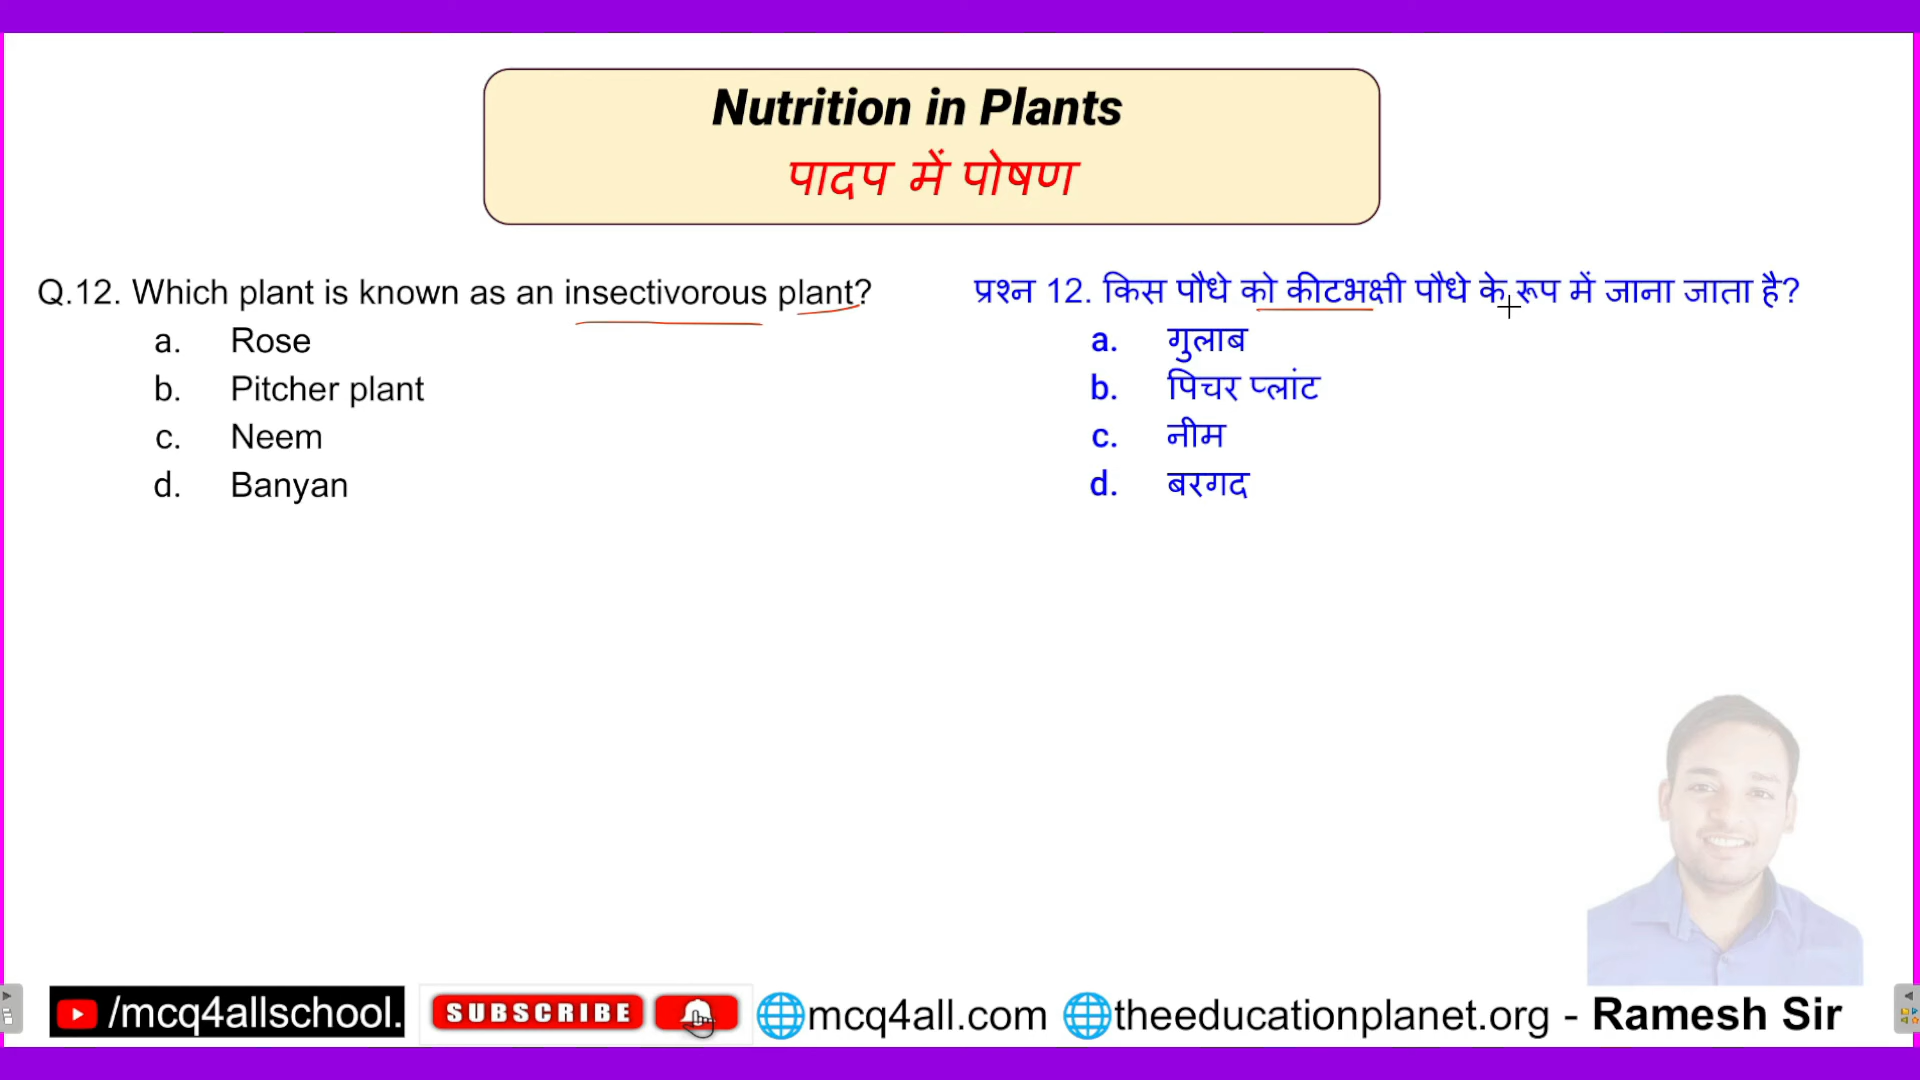 Nutrition in Plants
पादप में पोषण
Q.12. Which plant is known as an insectivorous plant?
a. Rose
b. Pitcher plant
c. Neem
d. Banyan
प्रश्न 12. किस पौधे को कीटभक्षी पौधे के रूप में जाना जाता है?
a. गुलाब
b. पिचर प्लांट
c. नीम
d. बरगद
/mcq4allschool. SUBSCRIBE mcq4all.com theeducationplanet.org - Ramesh Sir